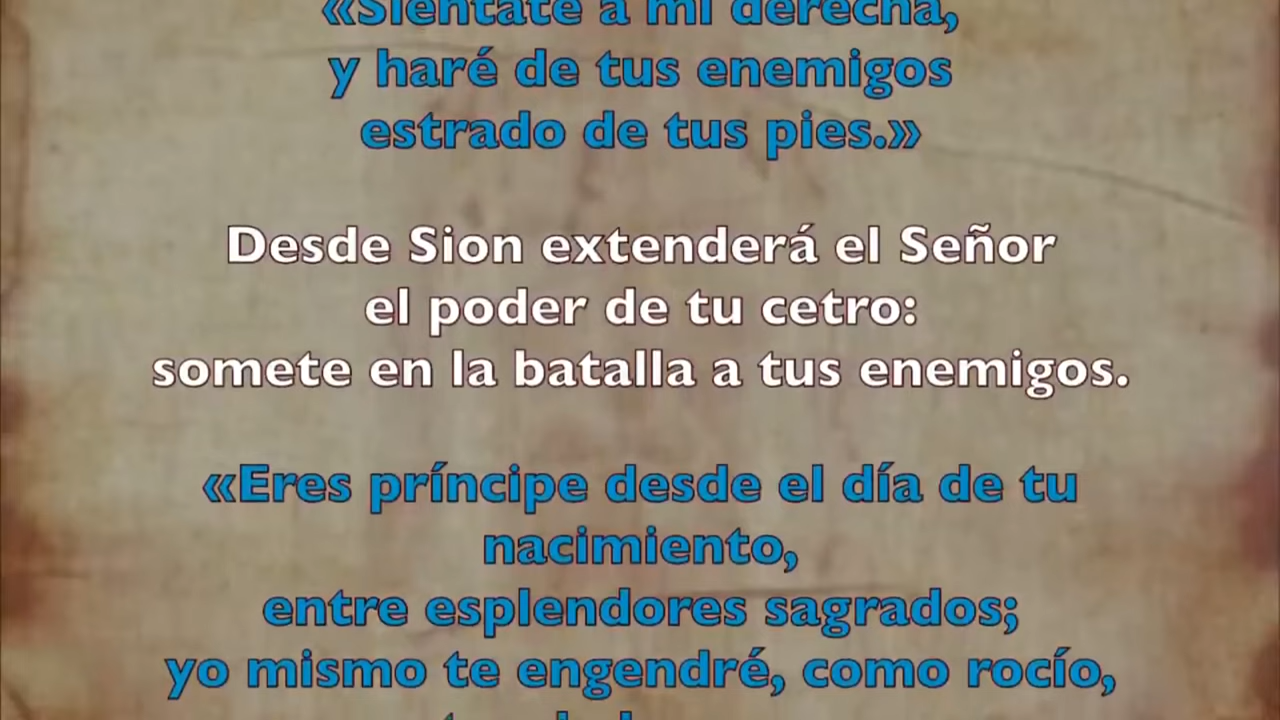 «Siéntate a mi derecha,
y haré de tus enemigos
estrado de tus pies.»
Desde Sion extenderá el Señor
el poder de tu cetro:
somete en la batalla a tus enemigos.
«Eres príncipe desde el día de tu
nacimiento,
entre esplendores sagrados;
yo mismo te engendré, como rocío,